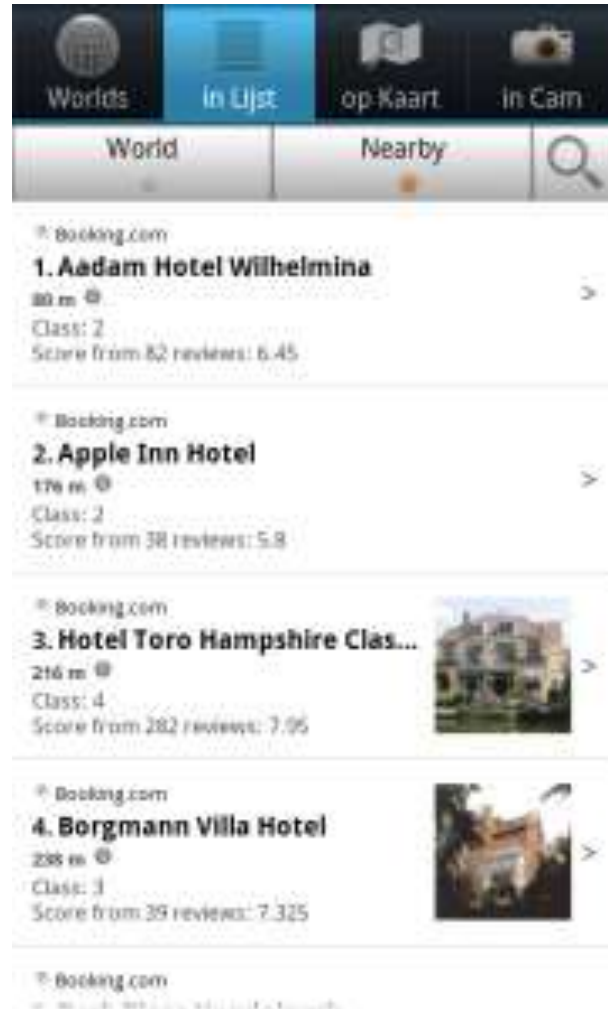 Worlds
in Lijst
op Kaart
in Cam
World
Nearby
Booking.com
1. Aadam Hotel Wilhelmina
80 m
>
Class: 2
Score from 82 reviews: 6.45
Booking.com
2. Apple Inn Hotel
176 m
>
Class: 2
Score from 38 reviews: 5.8
Booking.com
3. Hotel Toro Hampshire Clas...
216 m
>
Class: 4
Score from 282 reviews: 7.95
Booking.com
4. Borgmann Villa Hotel
238 m
>
Class: 3
Score from 39 reviews: 7.325
Booking.com